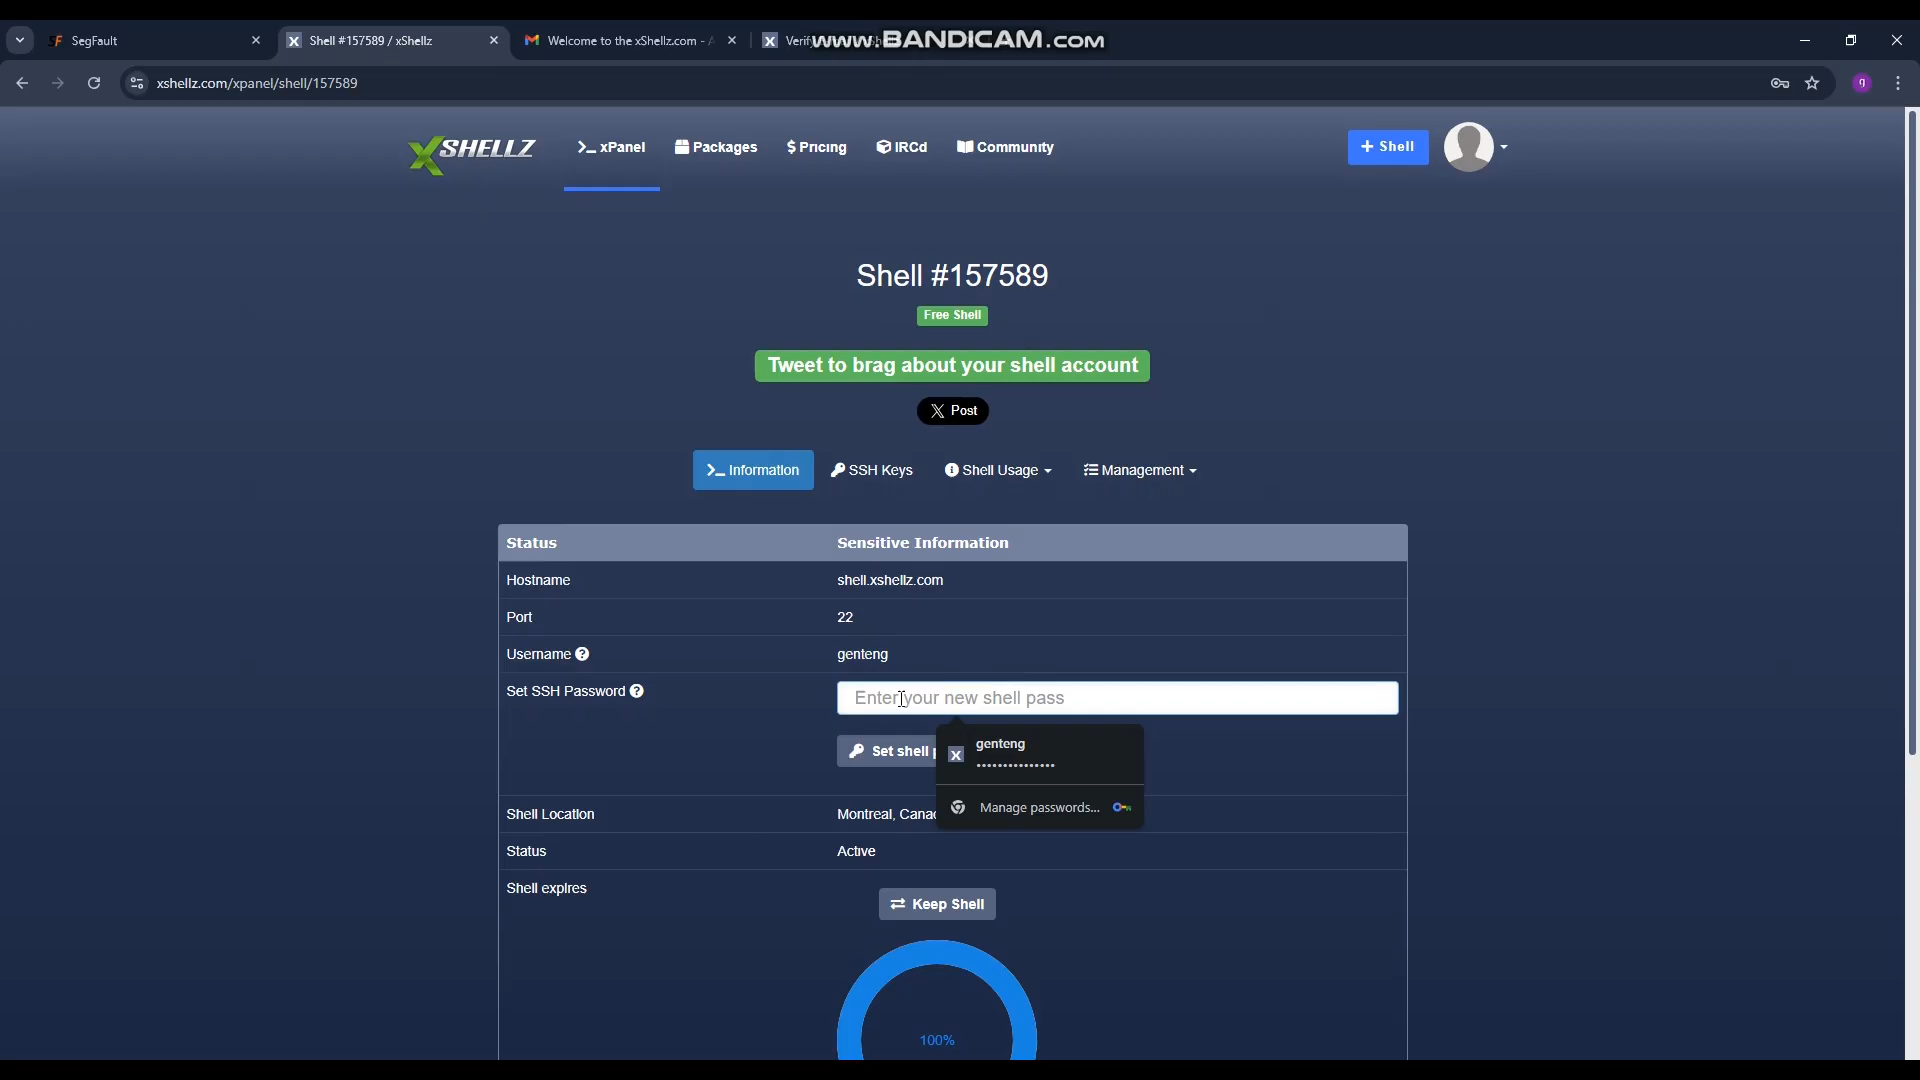 SegFault
Shell #157589 / xShellz
Welcome to the xShellz.com - A
Verify
www.BANDICAM.com
xshellz.com/xpanel/shell/157589
g
XSHELLZ
xPanel
Packages
$ Pricing
IRCd
Community
+ Shell
Shell #157589
Free Shell
Tweet to brag about your shell account
X Post
Information
SSH Keys
Shell Usage
Management
Status
Sensitive Information
Hostname
shell.xshellz.com
Port
22
Username ?
genteng
Set SSH Password ?
Enter your new shell pass
Set shell p
genteng
•••••••••••••••
Manage passwords...
Shell Location
Montreal, Canad
Status
Active
Shell expires
Keep Shell
100%